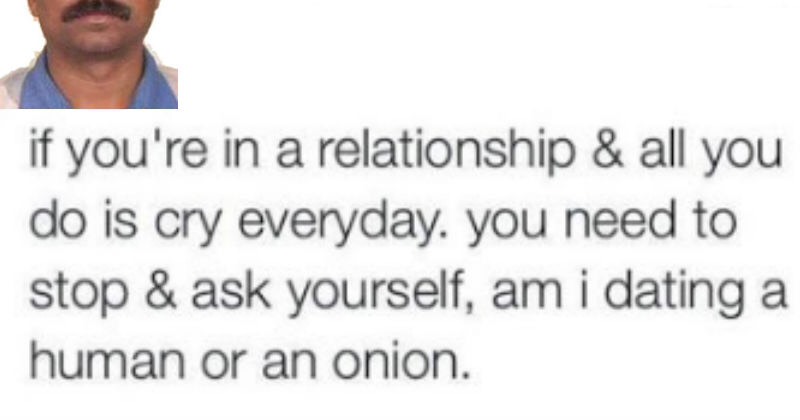 if you're in a relationship & all you
do is cry everyday. you need to
stop & ask yourself, am i dating a
human or an onion.